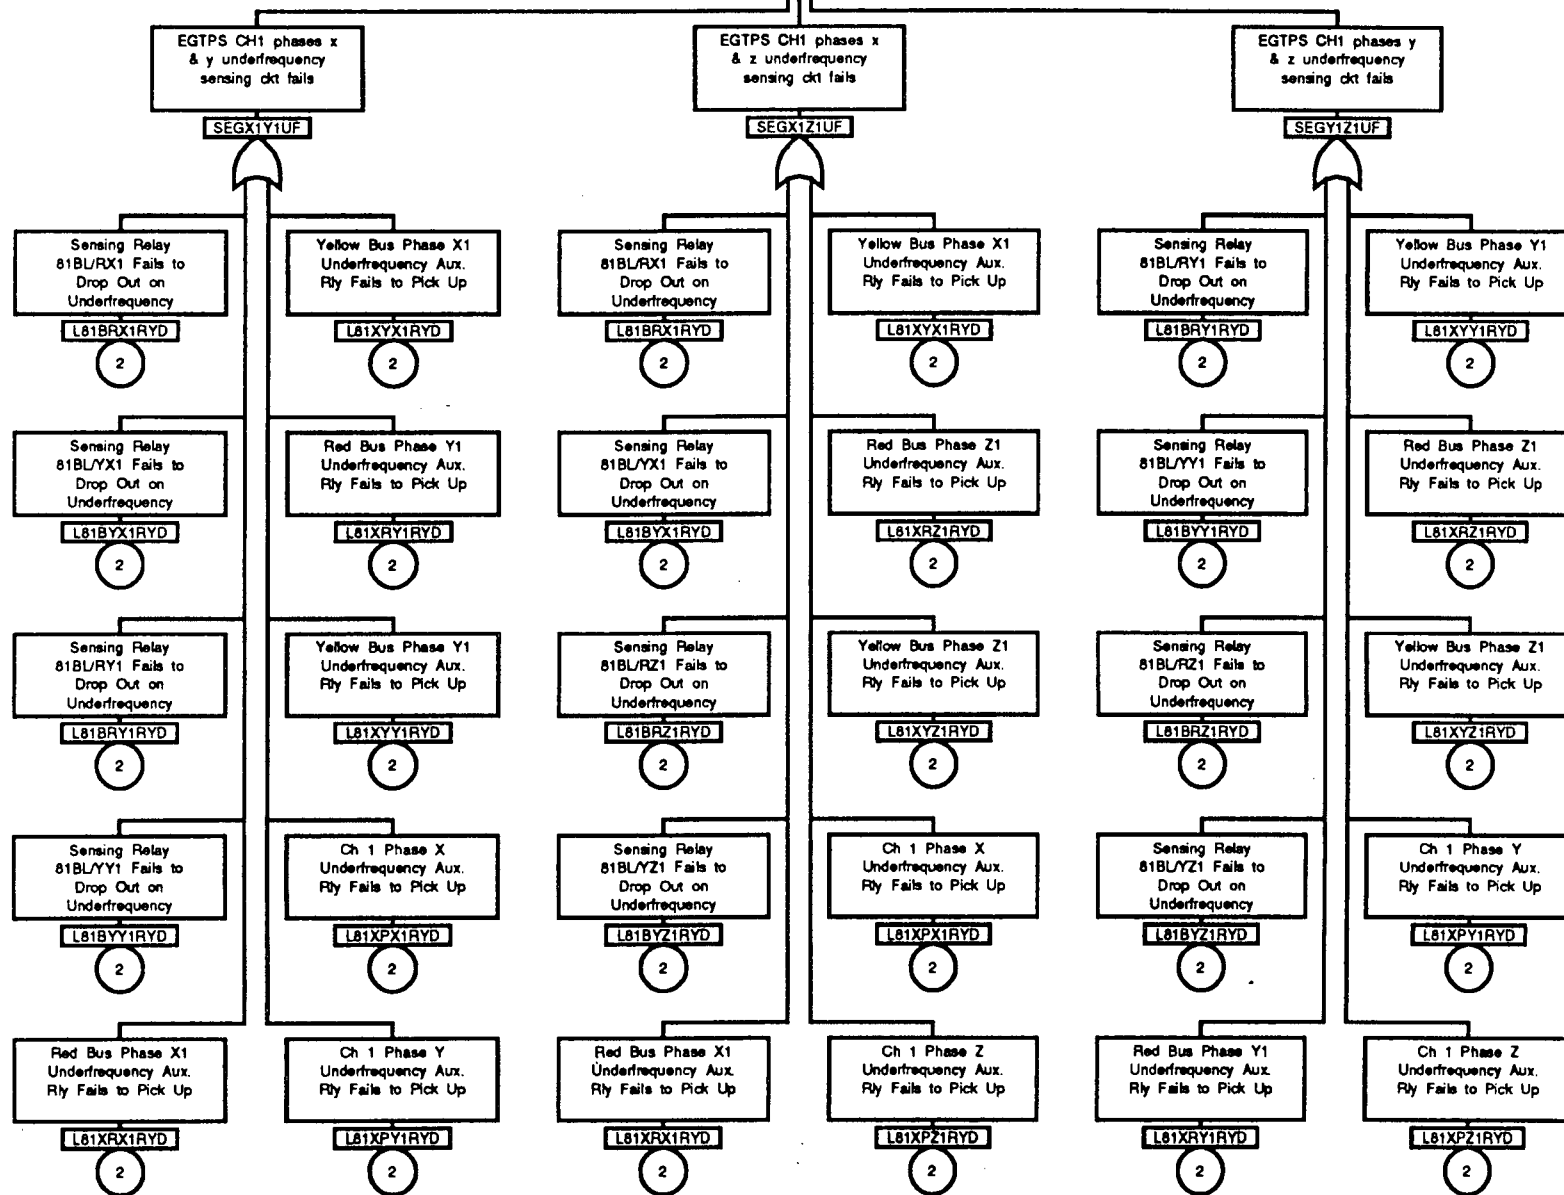 EGTPS CH1 phases x
& y underfrequency
sensing ckt fails
SEGX1Y1UF
EGTPS CH1 phases x
& z underfrequency
sensing ckt fails
SEGX1Z1UF
EGTPS CH1 phases y
& z underfrequency
sensing ckt fails
SEGY1Z1UF
Sensing Relay
81BL/RX1 Fails to
Drop Out on
Underfrequency
L81BRX1RYD
2
Yellow Bus Phase X1
Underfrequency Aux.
Rly Fails to Pick Up
L81XYX1RYD
2
Sensing Relay
81BL/RX1 Fails to
Drop Out on
Underfrequency
L81BRX1RYD
2
Yellow Bus Phase X1
Underfrequency Aux.
Rly Fails to Pick Up
L81XYX1RYD
2
Sensing Relay
81BL/RY1 Fails to
Drop Out on
Underfrequency
L81BRY1RYD
2
Yellow Bus Phase Y1
Underfrequency Aux.
Rly Fails to Pick Up
L81XYY1RYD
2
Sensing Relay
81BL/YX1 Fails to
Drop Out on
Underfrequency
L81BYX1RYD
2
Red Bus Phase Y1
Underfrequency Aux.
Rly Fails to Pick Up
L81XRY1RYD
2
Sensing Relay
81BL/YX1 Fails to
Drop Out on
Underfrequency
L81BYX1RYD
2
Red Bus Phase Z1
Underfrequency Aux.
Rly Fails to Pick Up
L81XRZ1RYD
2
Sensing Relay
81BL/YY1 Fails to
Drop Out on
Underfrequency
L81BYY1RYD
2
Red Bus Phase Z1
Underfrequency Aux.
Rly Fails to Pick Up
L81XRZ1RYD
2
Sensing Relay
81BL/RY1 Fails to
Drop Out on
Underfrequency
L81BRY1RYD
2
Yellow Bus Phase Y1
Underfrequency Aux.
Rly Fails to Pick Up
L81XYY1RYD
2
Sensing Relay
81BL/RZ1 Fails to
Drop Out on
Underfrequency
L81BRZ1RYD
2
Yellow Bus Phase Z1
Underfrequency Aux.
Rly Fails to Pick Up
L81XYZ1RYD
2
Sensing Relay
81BL/RZ1 Fails to
Drop Out on
Underfrequency
L81BRZ1RYD
2
Yellow Bus Phase Z1
Underfrequency Aux.
Rly Fails to Pick Up
L81XYZ1RYD
2
Sensing Relay
81BL/YY1 Fails to
Drop Out on
Underfrequency
L81BYY1RYD
2
Ch 1 Phase X
Underfrequency Aux.
Rly Fails to Pick Up
L81XPX1RYD
2
Sensing Relay
81BL/YZ1 Fails to
Drop Out on
Underfrequency
L81BYZ1RYD
2
Ch 1 Phase X
Underfrequency Aux.
Rly Fails to Pick Up
L81XPX1RYD
2
Sensing Relay
81BL/YZ1 Fails to
Drop Out on
Underfrequency
L81BYZ1RYD
2
Ch 1 Phase Y
Underfrequency Aux.
Rly Fails to Pick Up
L81XPY1RYD
2
Red Bus Phase X1
Underfrequency Aux.
Rly Fails to Pick Up
L81XRX1RYD
2
Ch 1 Phase Y
Underfrequency Aux.
Rly Fails to Pick Up
L81XPY1RYD
2
Red Bus Phase X1
Underfrequency Aux.
Rly Fails to Pick Up
L81XRX1RYD
2
Ch 1 Phase Z
Underfrequency Aux.
Rly Fails to Pick Up
L81XPZ1RYD
2
Red Bus Phase Y1
Underfrequency Aux.
Rly Fails to Pick Up
L81XRY1RYD
2
Ch 1 Phase Z
Underfrequency Aux.
Rly Fails to Pick Up
L81XPZ1RYD
2